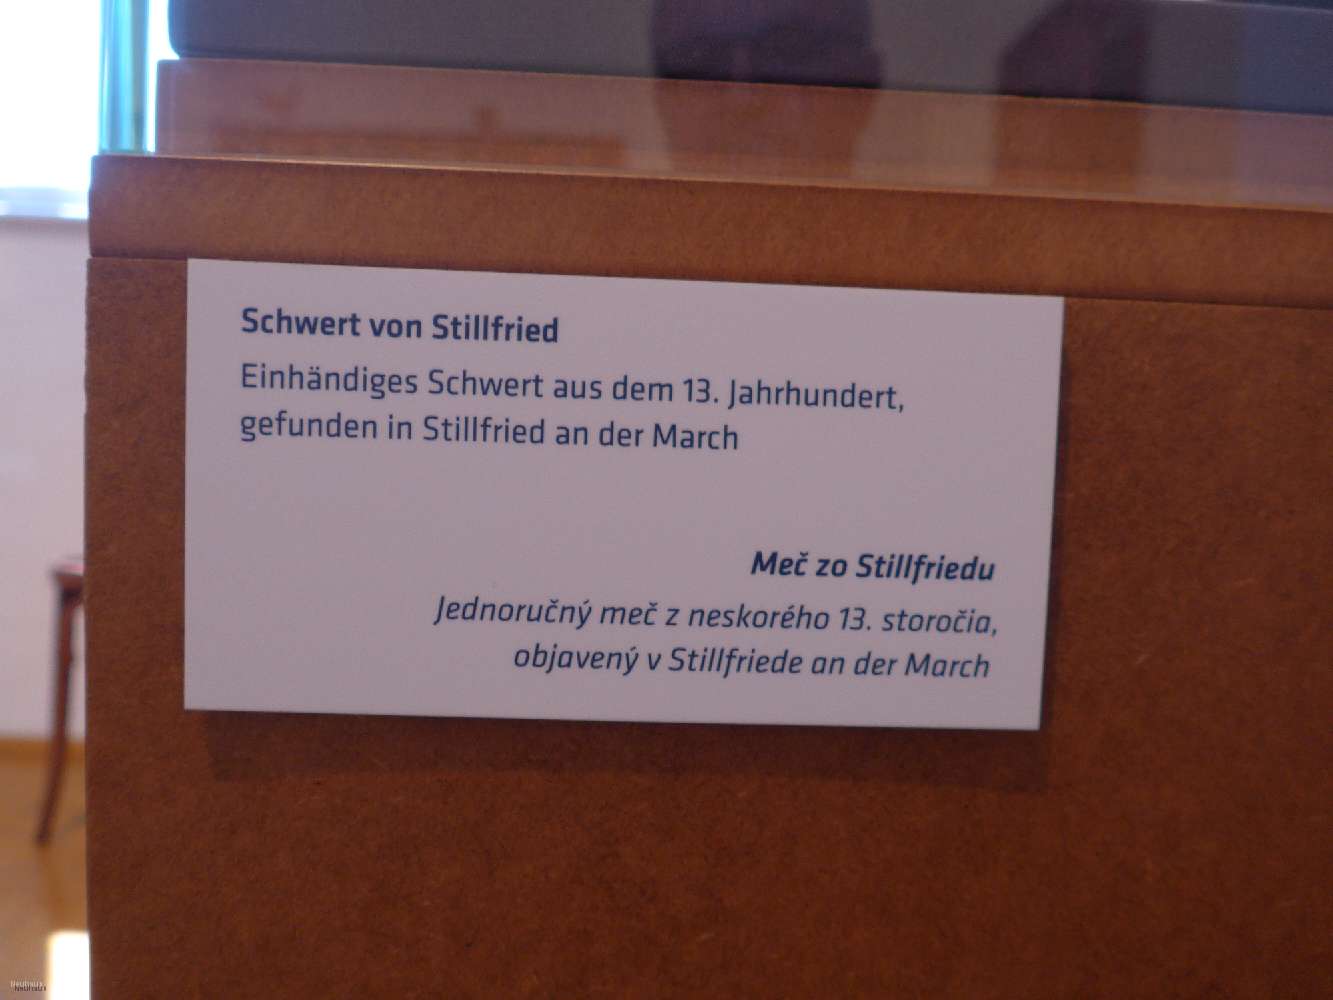 Schwert von Stillfried
Einhändiges Schwert aus dem 13. Jahrhundert,
gefunden in Stillfried an der March
Meč zo Stillfriedu
Jednoručný meč z neskorého 13. storočia,
objavený v Stillfriede an der March